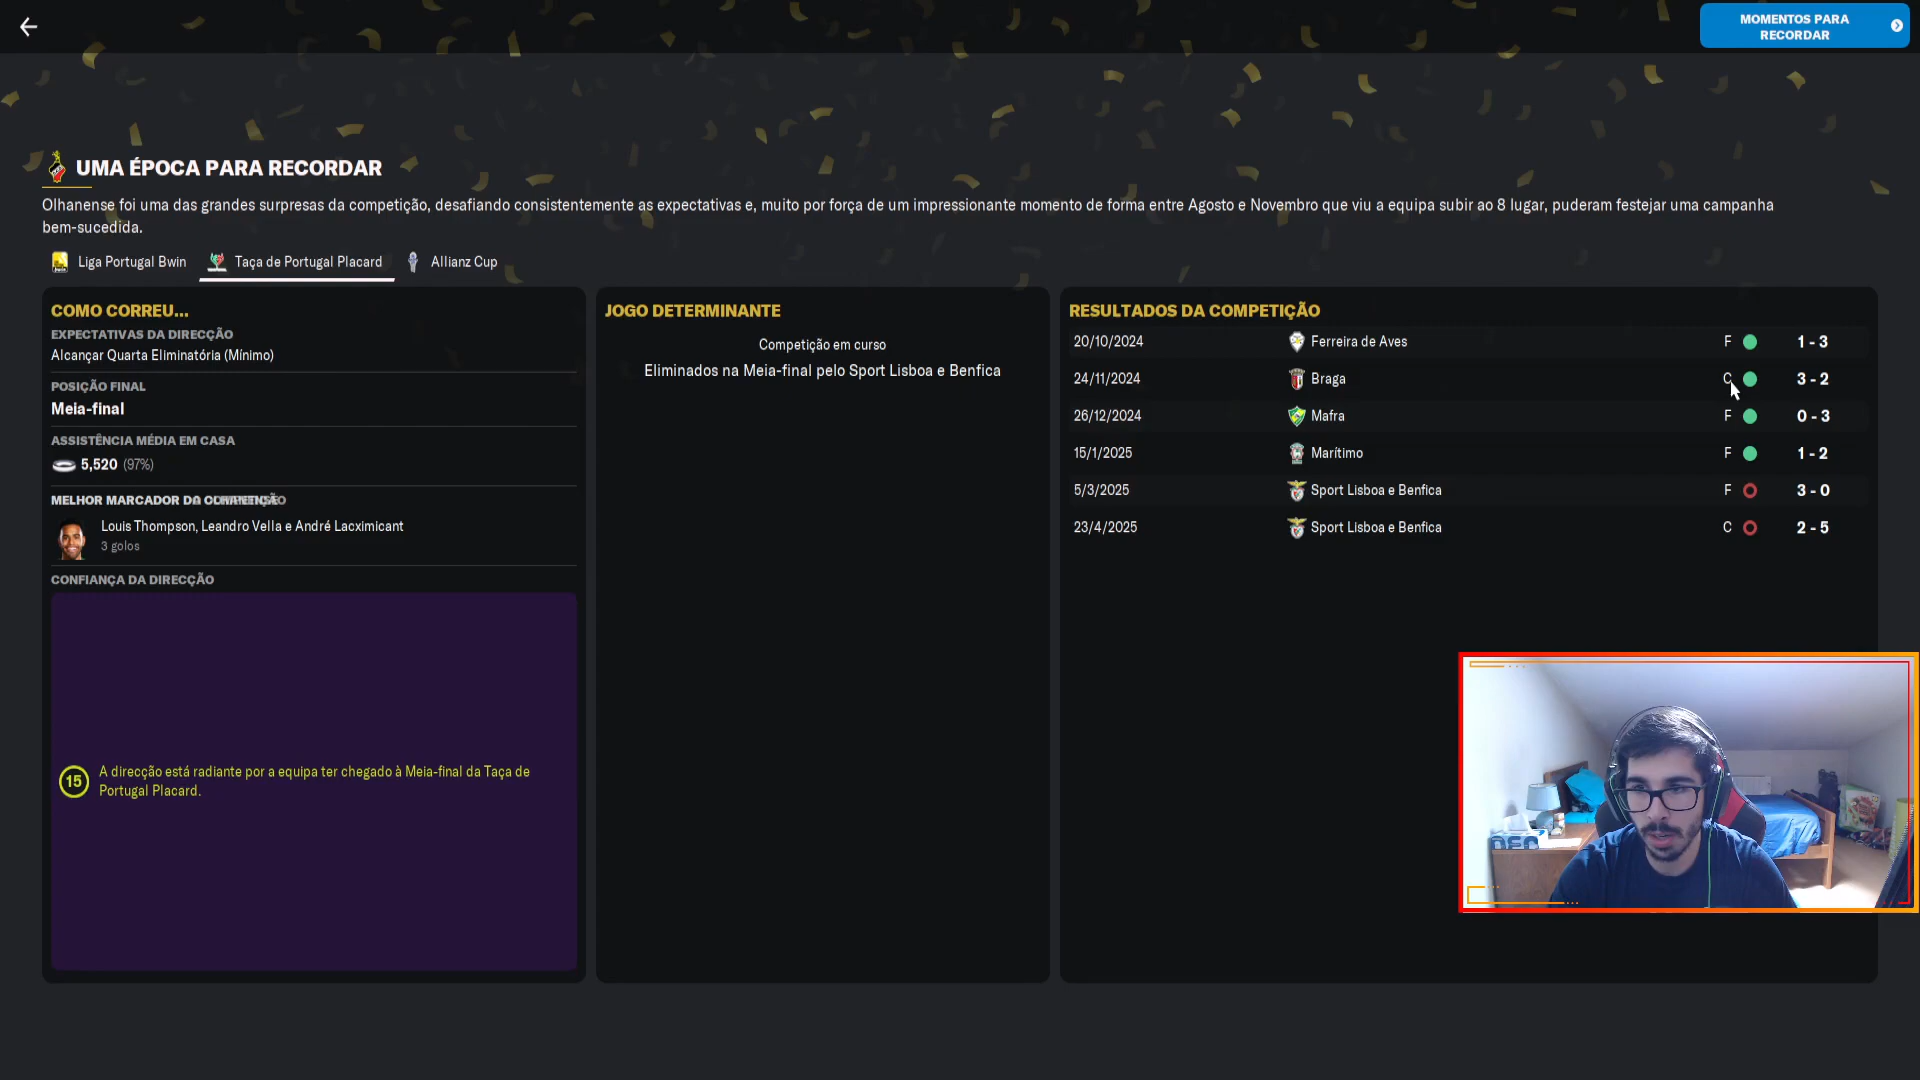 MOMENTOS PARA
RECORDAR
UMA ÉPOCA PARA RECORDAR
Olhanense foi uma das grandes surpresas da competição, desafiando consistentemente as expectativas e, muito por força de um impressionante momento de forma entre Agosto e Novembro que viu a equipa subir ao 8 lugar, puderam festejar uma campanha
bem-sucedida.
Liga Portugal Bwin Taça de Portugal Placard Allianz Cup
COMO CORREU...
EXPECTATIVAS DA DIRECÇÃO
Alcançar Quarta Eliminatória (Mínimo)
POSIÇÃO FINAL
Meia-final
ASSISTÊNCIA MÉDIA EM CASA
5,520 (97%)
MELHOR MARCADOR
Louis Thompson, Leandro Vella e André Lacximicant
3 golos
CONFIANÇA DA DIRECÇÃO
15 A direcção está radiante por a equipa ter chegado à Meia-final da Taça de
Portugal Placard.
JOGO DETERMINANTE
Competição em curso
Eliminados na Meia-final pelo Sport Lisboa e Benfica
RESULTADOS DA COMPETIÇÃO
20/10/2024 Ferreira de Aves F 1 - 3
24/11/2024 Braga C 3 - 2
26/12/2024 Mafra F 0 - 3
15/1/2025 Marítimo F 1 - 2
5/3/2025 Sport Lisboa e Benfica F 3 - 0
23/4/2025 Sport Lisboa e Benfica C 2 - 5